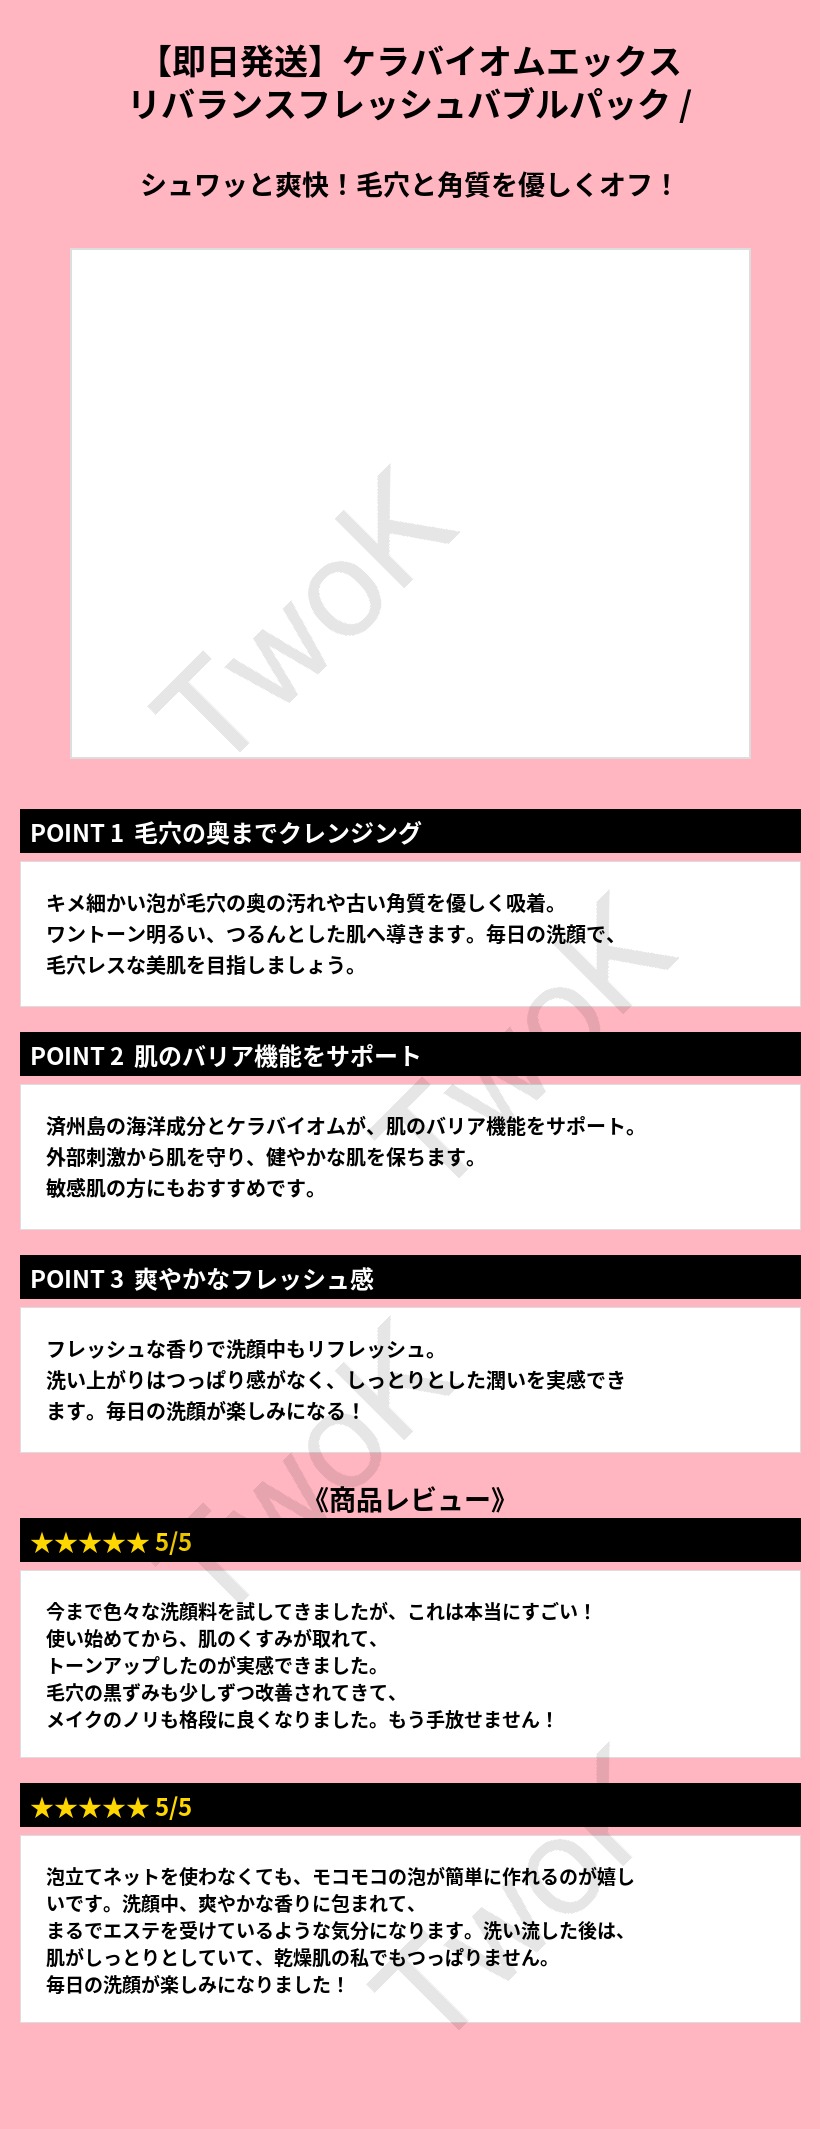 【即日発送】ケラバイオムエックス
リバランスフレッシュバブルパック /
シュワッと爽快！毛穴と角質を優しくオフ！
TwoK
POINT 1 毛穴の奥までクレンジング
キメ細かい泡が毛穴の奥の汚れや古い角質を優しく吸着。
ワントーン明るい、つるんとした肌へ導きます。毎日の洗顔で、
毛穴レスな美肌を目指しましょう。
TwoK
POINT 2 肌のバリア機能をサポート
済州島の海洋成分とケラバイオムが、肌のバリア機能をサポート。
外部刺激から肌を守り、健やかな肌を保ちます。
敏感肌の方にもおすすめです。
POINT 3 爽やかなフレッシュ感
フレッシュな香りで洗顔中もリフレッシュ。
洗い上がりはつっぱり感がなく、しっとりとした潤いを実感でき
ます。毎日の洗顔が楽しみになる！
TwoK
《商品レビュー》
★★★★★ 5/5
今まで色々な洗顔料を試してきましたが、これは本当にすごい！
使い始めてから、肌のくすみが取れて、
トーンアップしたのが実感できました。
毛穴の黒ずみも少しずつ改善されてきて、
メイクのノリも格段に良くなりました。もう手放せません！
★★★★★ 5/5
泡立てネットを使わなくても、モコモコの泡が簡単に作れるのが嬉し
いです。洗顔中、爽やかな香りに包まれて、
まるでエステを受けているような気分になります。洗い流した後は、
肌がしっとりとしていて、乾燥肌の私でもつっぱりません。
毎日の洗顔が楽しみになりました！
TwoK